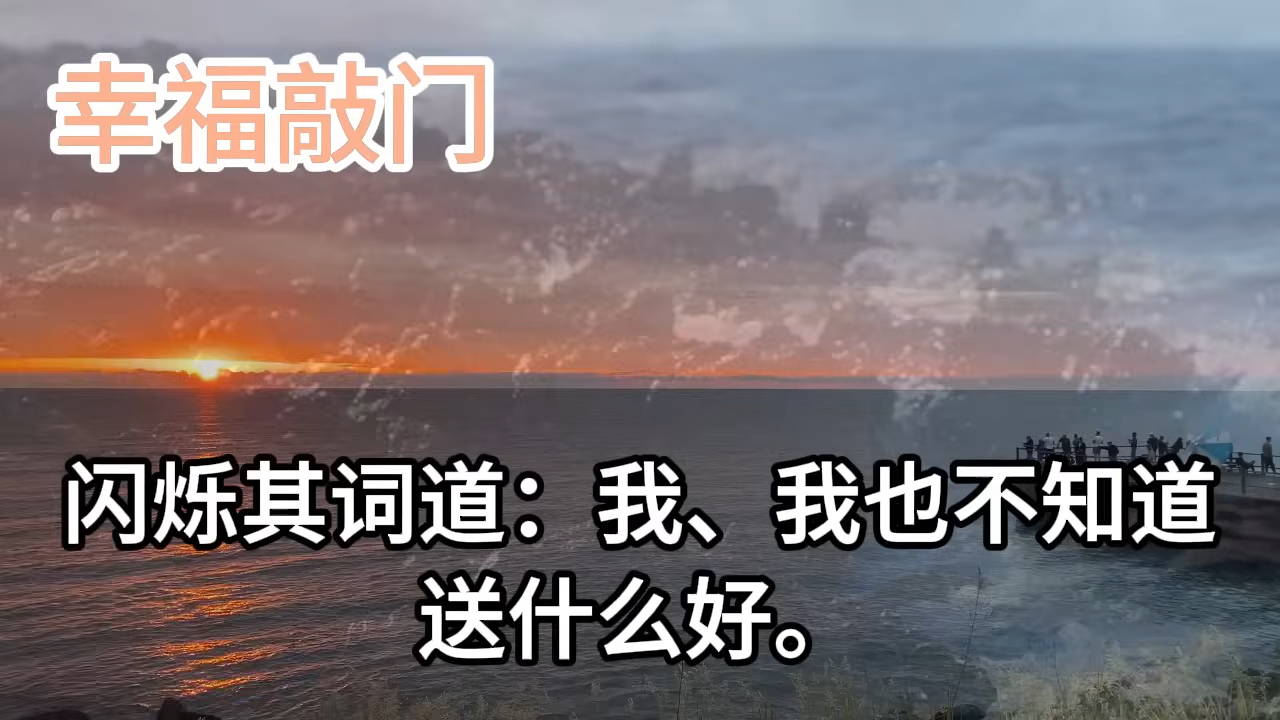 幸福敲门
闪烁其词道：我、我也不知道
送什么好。